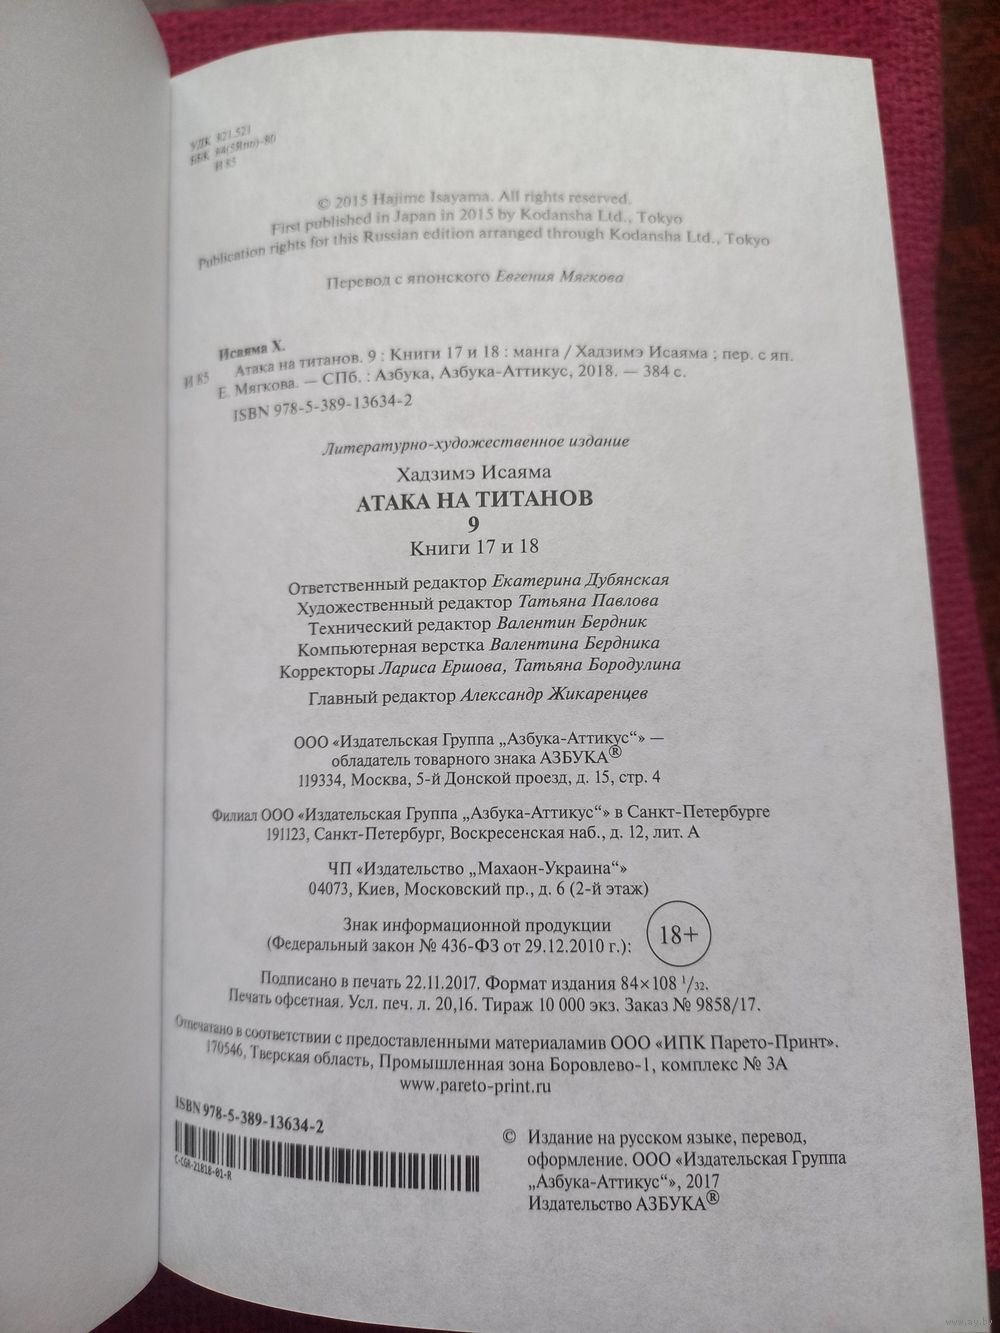 УДК 821.521
ББК 84(5Япо)-80
И 85
© 2015 Hajime Isayama. All rights reserved.
First published in Japan in 2015 by Kodansha Ltd., Tokyo
Publication rights for this Russian edition arranged through Kodansha Ltd., Tokyo
Перевод с японского Евгения Мягкова
Исаяма Х.
И 85 Атака на титанов. 9 : Книги 17 и 18 : манга / Хадзимэ Исаяма ; пер. с яп.
Е. Мягкова. — СПб. : Азбука, Азбука-Аттикус, 2018. — 384 с.
ISBN 978-5-389-13634-2
Литературно-художественное издание
Хадзимэ Исаяма
АТАКА НА ТИТАНОВ
9
Книги 17 и 18
Ответственный редактор Екатерина Дубянская
Художественный редактор Татьяна Павлова
Технический редактор Валентин Бердник
Компьютерная верстка Валентина Бердника
Корректоры Лариса Ершова, Татьяна Бородулина
Главный редактор Александр Жикаренцев
ООО «Издательская Группа „Азбука-Аттикус“» —
обладатель товарного знака АЗБУКА®
119334, Москва, 5-й Донской проезд, д. 15, стр. 4
Филиал ООО «Издательская Группа „Азбука-Аттикус“» в Санкт-Петербурге
191123, Санкт-Петербург, Воскресенская наб., д. 12, лит. А
ЧП «Издательство „Махаон-Украина“»
04073, Киев, Московский пр., д. 6 (2-й этаж)
Знак информационной продукции
(Федеральный закон № 436-ФЗ от 29.12.2010 г.): 18+
Подписано в печать 22.11.2017. Формат издания 84×108 1/32.
Печать офсетная. Усл. печ. л. 20,16. Тираж 10 000 экз. Заказ № 9858/17.
Отпечатано в соответствии с предоставленными материаламив ООО «ИПК Парето-Принт».
170546, Тверская область, Промышленная зона Боровлево-1, комплекс № 3А
www.pareto-print.ru
ISBN 978-5-389-13634-2
C-CGR-21818-01-R
© Издание на русском языке, перевод,
оформление. ООО «Издательская Группа
„Азбука-Аттикус“», 2017
Издательство АЗБУКА®
www.ay.by